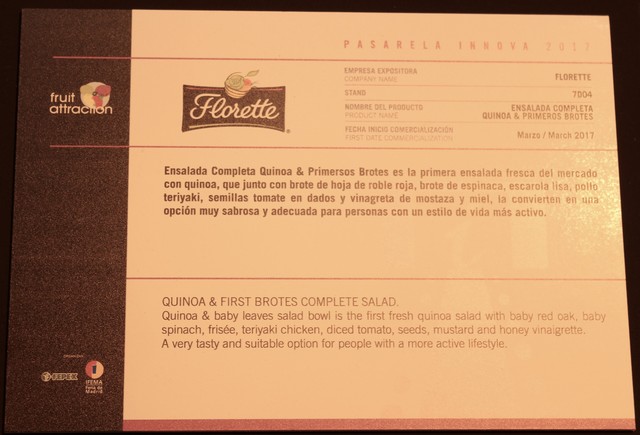 PASARELA INNOVA 2017
fruit
attraction
Florette
EMPRESA EXPOSITORA
COMPANY NAME
FLORETTE
STAND
7D04
NOMBRE DEL PRODUCTO
PRODUCT NAME
ENSALADA COMPLETA
QUINOA & PRIMEROS BROTES
FECHA INICIO COMERCIALIZACIÓN
FIRST DATE COMMERCIALIZATION
Marzo / March 2017
Ensalada Completa Quinoa & Primersos Brotes es la primera ensalada fresca del mercado
con quinoa, que junto con brote de hoja de roble roja, brote de espinaca, escarola lisa, pollo
teriyaki, semillas tomate en dados y vinagreta de mostaza y miel, la convierten en una
opción muy sabrosa y adecuada para personas con un estilo de vida más activo.
QUINOA & FIRST BROTES COMPLETE SALAD.
Quinoa & baby leaves salad bowl is the first fresh quinoa salad with baby red oak, baby
spinach, frisée, teriyaki chicken, diced tomato, seeds, mustard and honey vinaigrette.
A very tasty and suitable option for people with a more active lifestyle.
FEPEX
IFEMA
Feria de
Madrid